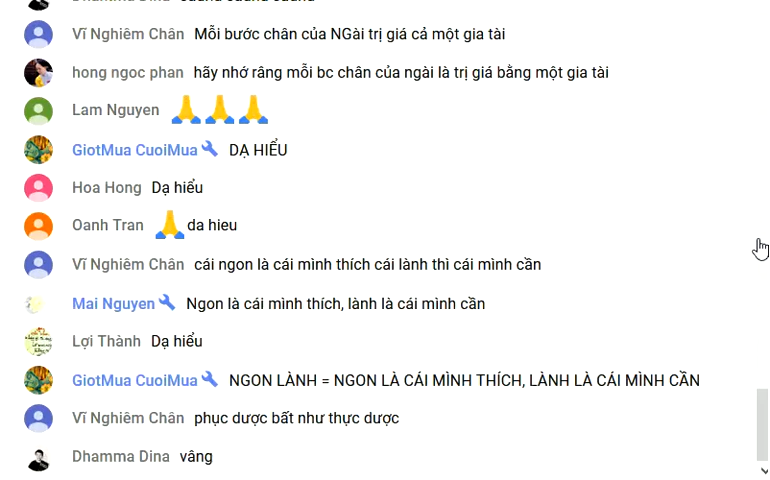 Vĩ Nghiêm Chân Mỗi bước chân của NGài trị giá cả một gia tài
hong ngoc phan hãy nhớ râng mỗi bc chân của ngài là trị giá bằng một gia tài
Lam Nguyen 🙏🙏🙏
GiotMua CuoiMua DẠ HIỂU
Hoa Hong Dạ hiểu
Oanh Tran 🙏da hieu
Vĩ Nghiêm Chân cái ngon là cái mình thích cái lành thì cái mình cần
Mai Nguyen Ngon là cái mình thích, lành là cái mình cần
Lợi Thành Dạ hiểu
GiotMua CuoiMua NGON LÀNH = NGON LÀ CÁI MÌNH THÍCH, LÀNH LÀ CÁI MÌNH CẦN
Vĩ Nghiêm Chân phục dược bất như thực dược
Dhamma Dina vâng